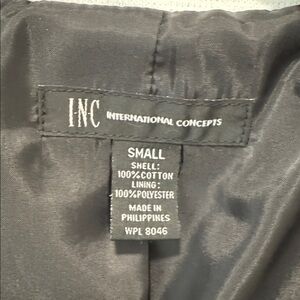 INC INTERNATIONAL CONCEPTS
SMALL
SHELL:
100%COTTON
LINING:
100%POLYESTER
MADE IN
PHILIPPINES
WPL 8046